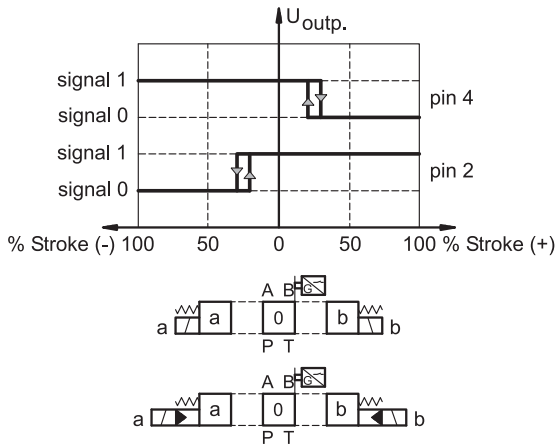 U outp.
signal 1
signal 0
pin 4
signal 1
signal 0
pin 2
% Stroke (-) 100 50 0 50 100 % Stroke (+)
A B G
a a 0 b b
P T
A B G
a a 0 b b
P T